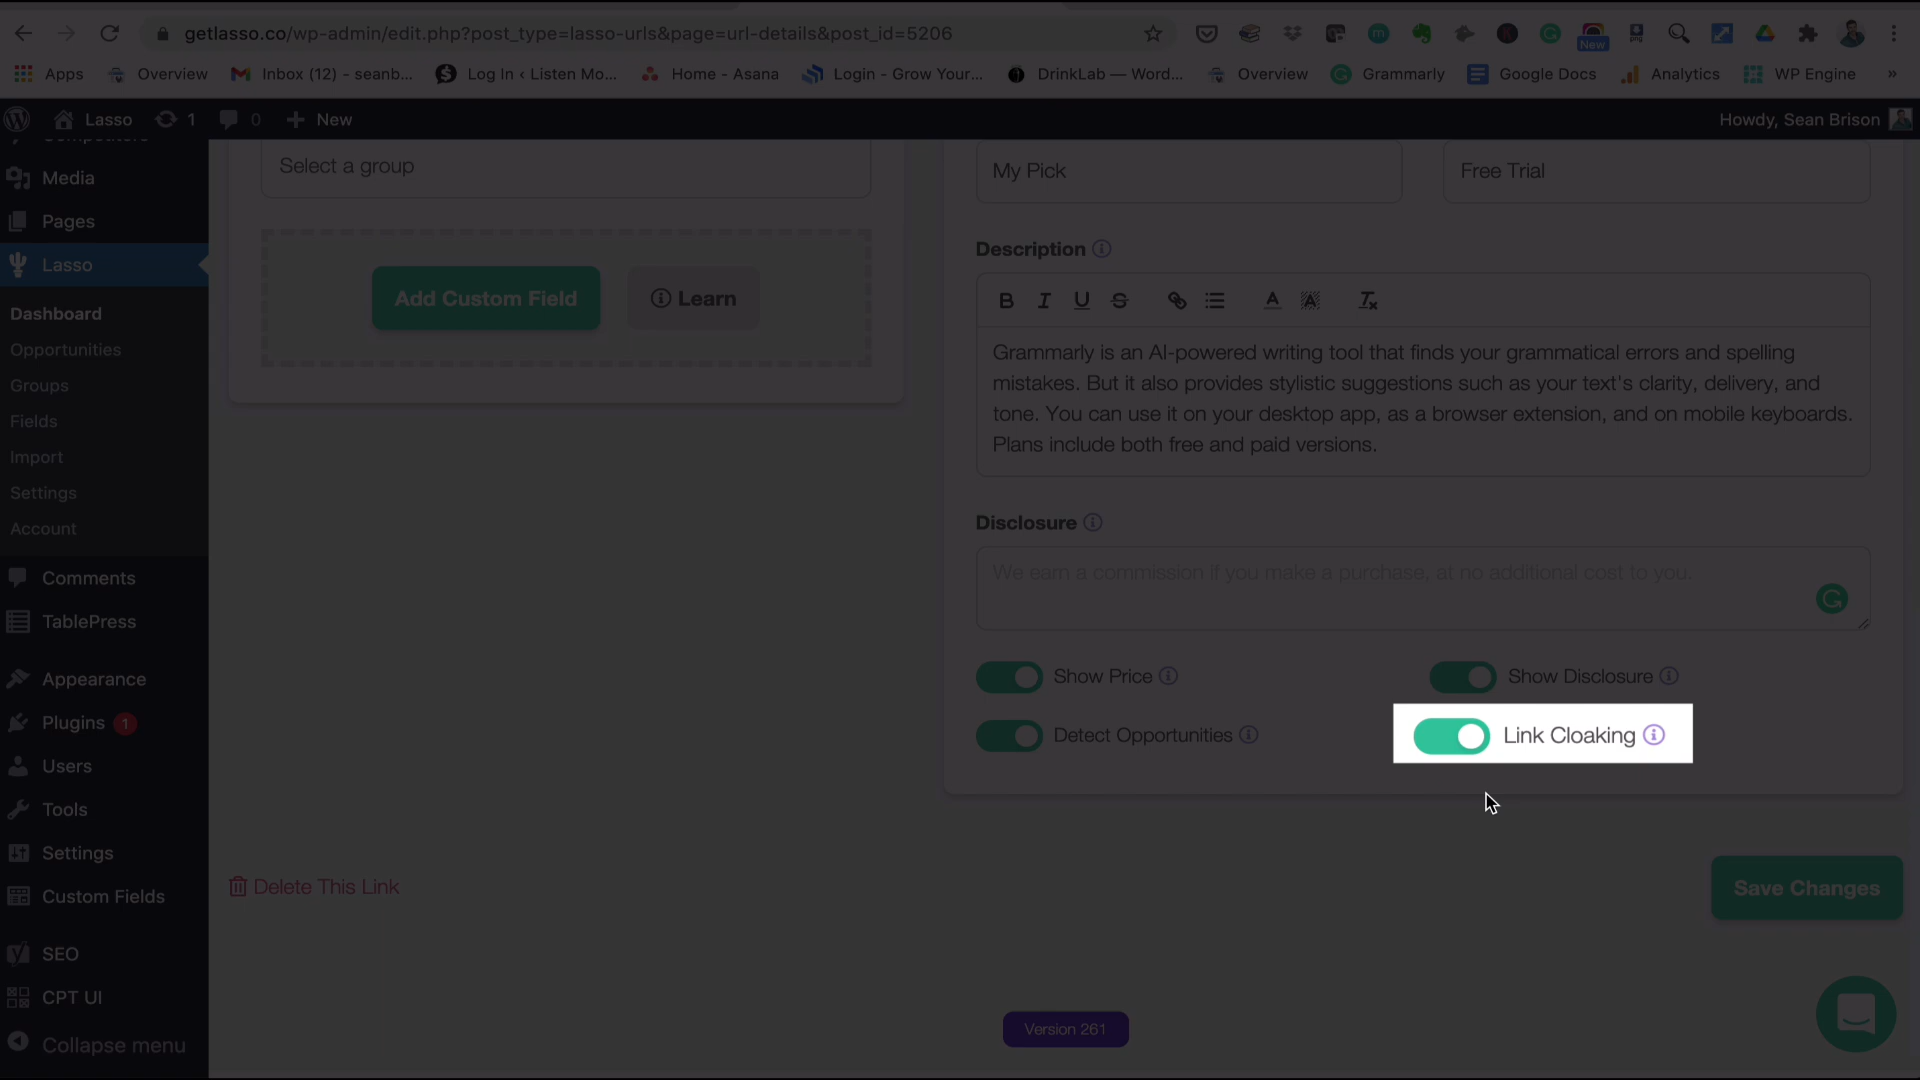 getlasso.co/wp-admin/edit.php?post_type=lasso-urls&page=url-details&post_id=5206
New
Apps
Overview
Inbox (12) - seanb...
Log In ‹ Listen Mo...
Home - Asana
Login - Grow Your...
DrinkLab — Word...
Overview
Grammarly
Google Docs
Analytics
WP Engine
»
Lasso
1
0
New
Howdy, Sean Brison
Media
Pages
Lasso
Dashboard
Opportunities
Groups
Fields
Import
Settings
Account
Comments
TablePress
Appearance
Plugins 1
Users
Tools
Settings
Custom Fields
SEO
CPT UI
Collapse menu
Select a group
Add Custom Field
Learn
My Pick
Free Trial
Description
B I U S A A Tx
Grammarly is an AI-powered writing tool that finds your grammatical errors and spelling
mistakes. But it also provides stylistic suggestions such as your text's clarity, delivery, and
tone. You can use it on your desktop app, as a browser extension, and on mobile keyboards.
Plans include both free and paid versions.
Disclosure
We earn a commission if you make a purchase, at no additional cost to you.
Show Price
Show Disclosure
Detect Opportunities
Link Cloaking
Delete This Link
Save Changes
Version 261